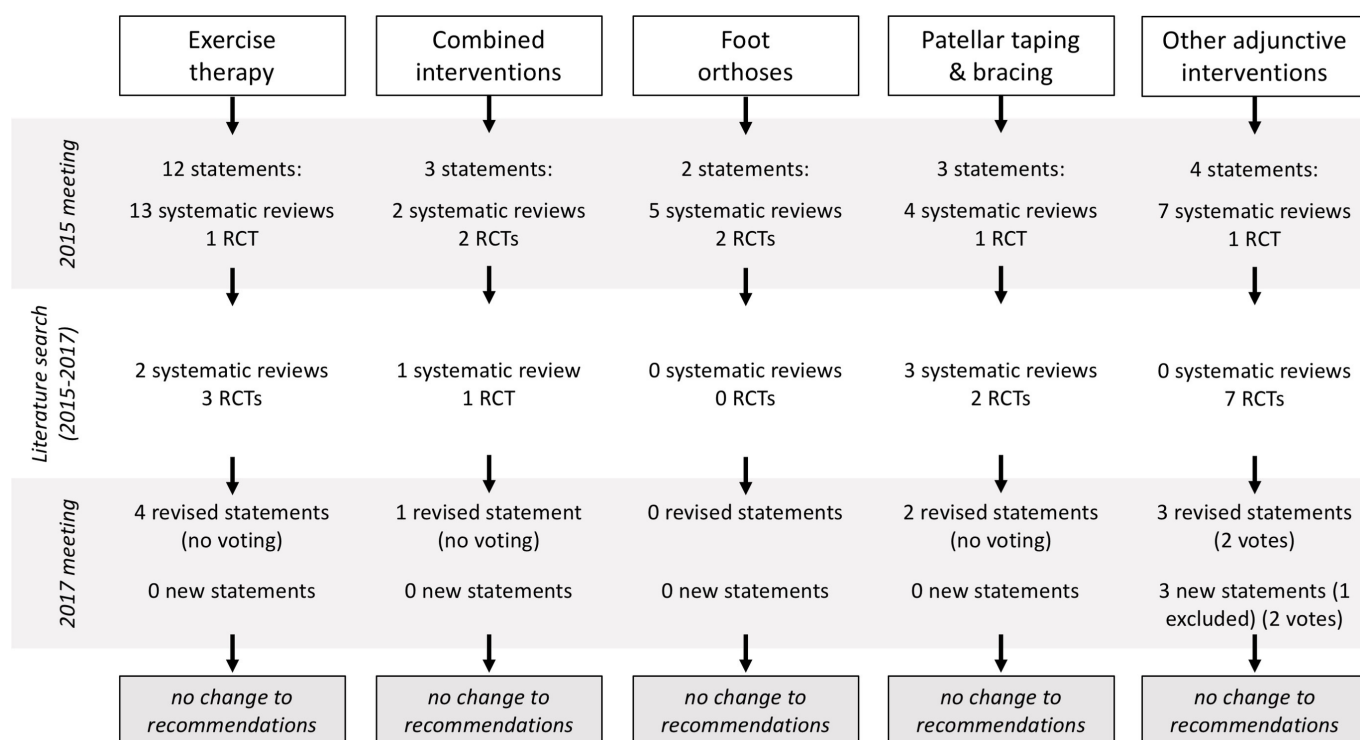 Exercise
therapy
Combined
interventions
Foot
orthoses
Patellar taping
& bracing
Other adjunctive
interventions
2015 meeting
12 statements:
13 systematic reviews
1 RCT
3 statements:
2 systematic reviews
2 RCTs
2 statements:
5 systematic reviews
2 RCTs
3 statements:
4 systematic reviews
1 RCT
4 statements:
7 systematic reviews
1 RCT
Literature search
(2015-2017)
2 systematic reviews
3 RCTs
1 systematic review
1 RCT
0 systematic reviews
0 RCTs
3 systematic reviews
2 RCTs
0 systematic reviews
7 RCTs
2017 meeting
4 revised statements
(no voting)
0 new statements
1 revised statement
(no voting)
0 new statements
0 revised statements
0 new statements
2 revised statements
(no voting)
0 new statements
3 revised statements
(2 votes)
3 new statements (1
excluded) (2 votes)
no change to
recommendations
no change to
recommendations
no change to
recommendations
no change to
recommendations
no change to
recommendations